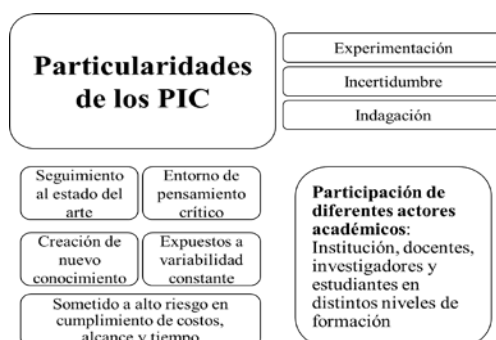 Particularidades
de los PIC
Experimentación
Incertidumbre
Indagación
Seguimiento
al estado del
arte
Entorno de
pensamiento
crítico
Creación de
nuevo
conocimiento
Expuestos a
variabilidad
constante
Sometido a alto riesgo en
cumplimiento de costos,
alcance y tiempo
Participación de
diferentes actores
académicos:
Institución, docentes,
investigadores y
estudiantes en
distintos niveles de
formación